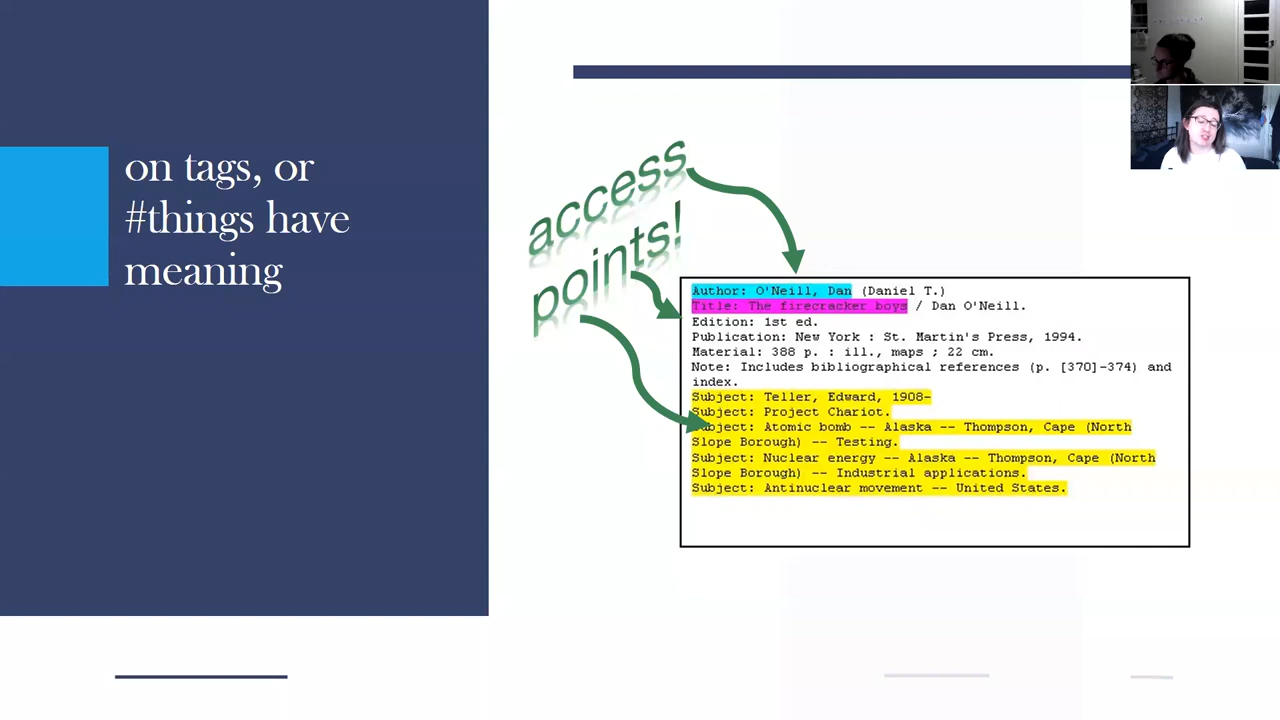 on tags, or
#things have
meaning
access
points!
Author: O'Neill, Dan (Daniel T.)
Title: The firecracker boys / Dan O'Neill.
Edition: 1st ed.
Publication: New York : St. Martin's Press, 1994.
Material: 388 p. : ill., maps ; 22 cm.
Note: Includes bibliographical references (p. [370]-374) and
index.
Subject: Teller, Edward, 1908-
Subject: Project Chariot.
Subject: Atomic bomb -- Alaska -- Thompson, Cape (North
Slope Borough) -- Testing.
Subject: Nuclear energy -- Alaska -- Thompson, Cape (North
Slope Borough) -- Industrial applications.
Subject: Antinuclear movement -- United States.